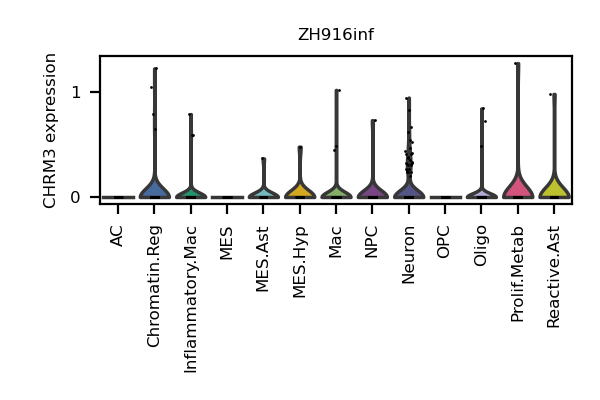 ZH916inf
CHRM3 expression
1
0
AC
Chromatin.Reg
Inflammatory.Mac
MES
MES.Ast
MES.Hyp
Mac
NPC
Neuron
OPC
Oligo
Prolif.Metab
Reactive.Ast